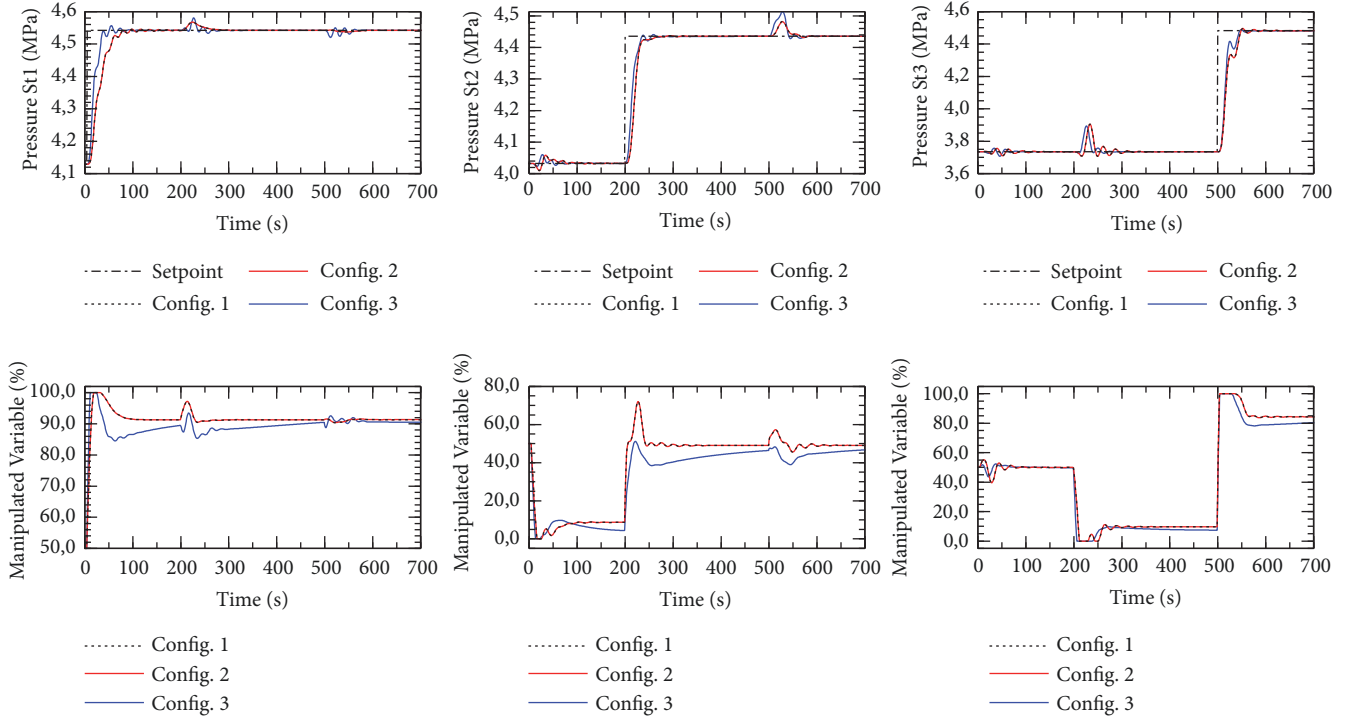 Pressure St1 (MPa)
4,6
4,5
4,4
4,3
4,2
4,1
0 100 200 300 400 500 600 700
Time (s)
Setpoint Config. 2
Config. 1 Config. 3
Pressure St2 (MPa)
4,5
4,4
4,3
4,2
4,1
4,0
0 100 200 300 400 500 600 700
Time (s)
Setpoint Config. 2
Config. 1 Config. 3
Pressure St3 (MPa)
4,6
4,4
4,2
4,0
3,8
3,6
0 100 200 300 400 500 600 700
Time (s)
Setpoint Config. 2
Config. 1 Config. 3
Manipulated Variable (%)
100,0
90,0
80,0
70,0
60,0
50,0
0 100 200 300 400 500 600 700
Time (s)
Config. 1
Config. 2
Config. 3
Manipulated Variable (%)
80,0
60,0
40,0
20,0
0,0
0 100 200 300 400 500 600 700
Time (s)
Config. 1
Config. 2
Config. 3
Manipulated Variable (%)
100,0
80,0
60,0
40,0
20,0
0,0
0 100 200 300 400 500 600 700
Time (s)
Config. 1
Config. 2
Config. 3